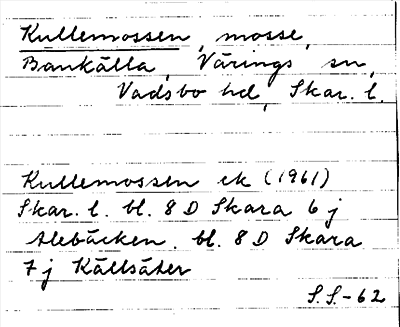 Kullemossen, mosse,
Bankälla, Värings sn,
Vadsbo hd, Skar. l.
Kullemossen ek (1961)
Skar. l. bl. 8 D Skara 6 j
Alebäcken, bl. 8 D Skara
7 j Källsäter
S.S.-62